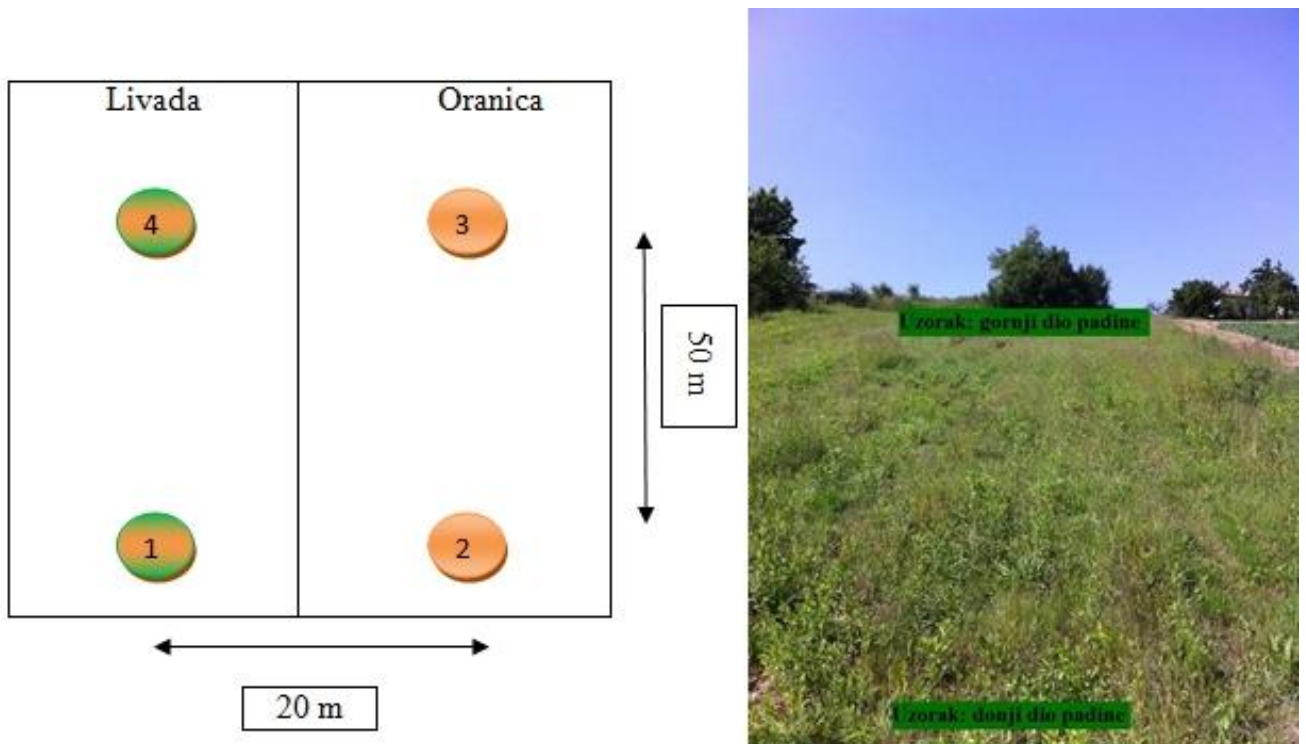 Livada
Oranica
4
3
50 m
1
2
20 m
Uzorak: gornji dio padine
Uzorak: donji dio padine